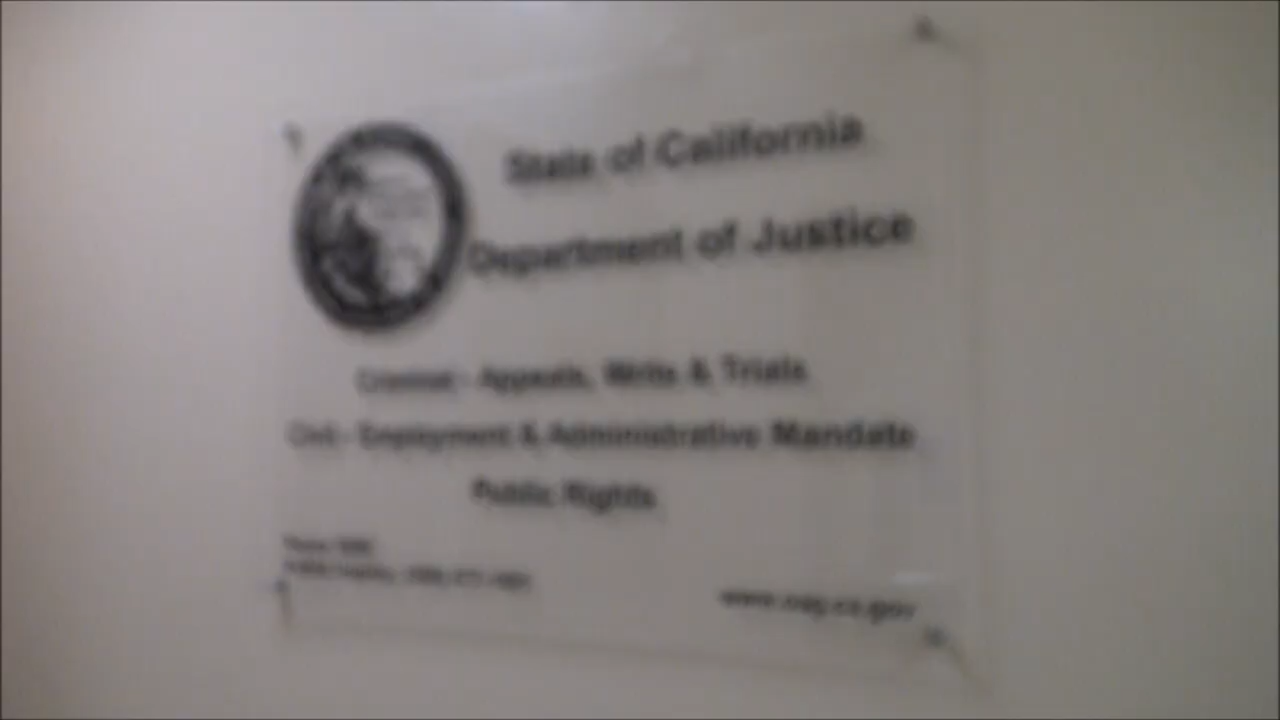 State of California
Department of Justice
Criminal - Appeals, Writs & Trials
Civil - Employment & Administrative Mandate
Public Rights
www.oag.ca.gov